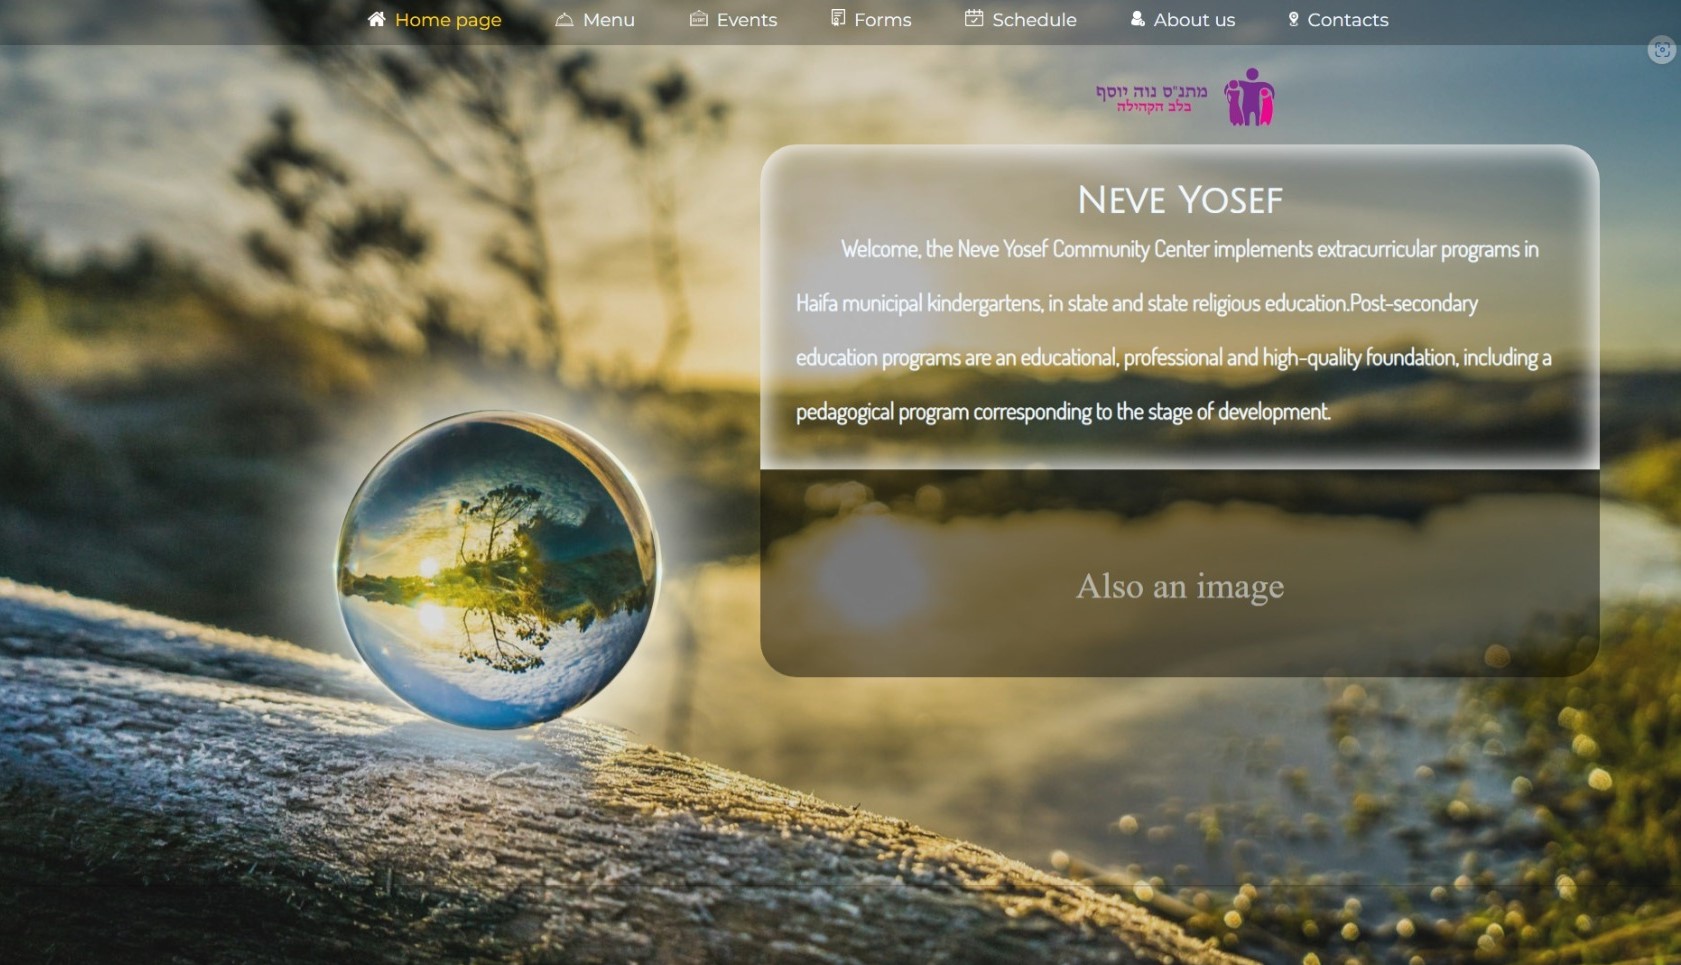 Home page
Menu
Events
Forms
Schedule
About us
Contacts
מתנ"ס נוה יוסף
בלב הקהילה
Neve Yosef
Welcome, the Neve Yosef Community Center implements extracurricular programs in
Haifa municipal kindergartens, in state and state religious education.Post-secondary
education programs are an educational, professional and high-quality foundation, including a
pedagogical program corresponding to the stage of development.
Also an image